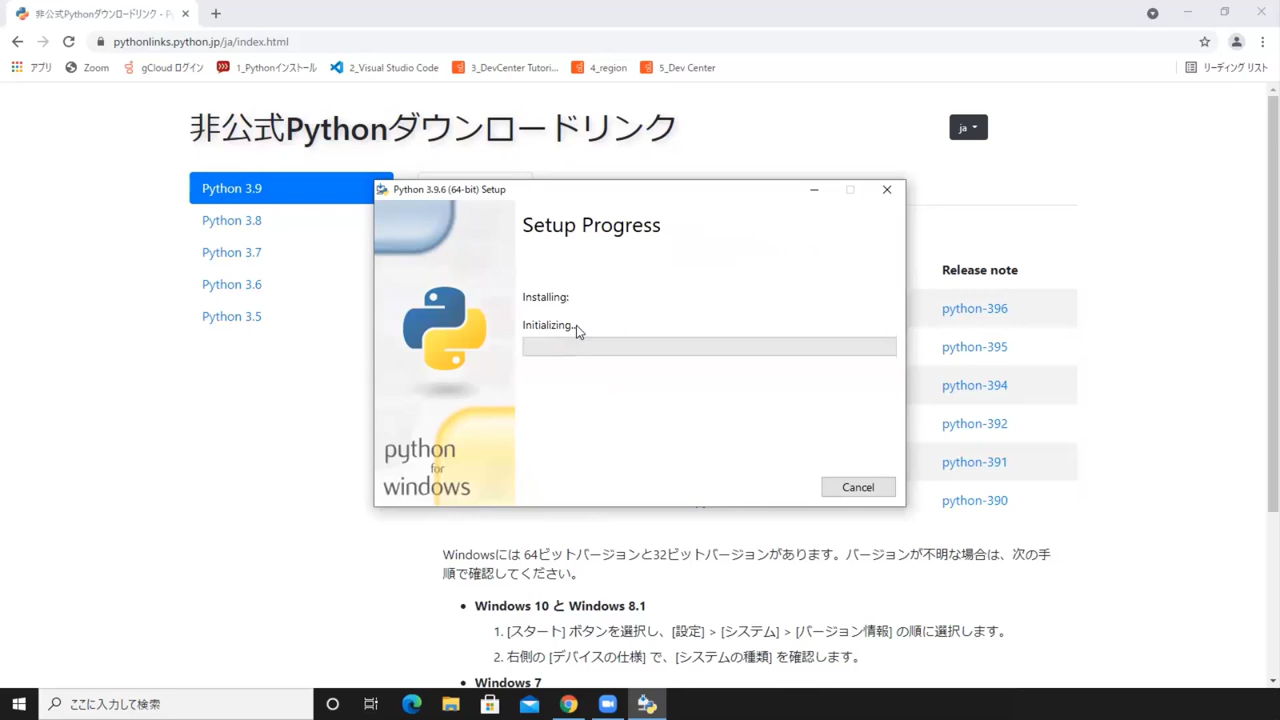 非公式Pythonダウンロードリンク - P
pythonlinks.python.jp/ja/index.html
アプリ Zoom gCloud ログイン 1_Pythonインストール 2_Visual Studio Code 3_DevCenter Tutori... 4_region 5_Dev Center リーディング リスト
非公式Pythonダウンロードリンク
ja
Python 3.9
Python 3.8
Python 3.7
Python 3.6
Python 3.5
Python 3.9.6 (64-bit) Setup
Setup Progress
Installing:
Initializing...
python
for
windows
Cancel
Release note
python-396
python-395
python-394
python-392
python-391
python-390
Windowsには 64ビットバージョンと32ビットバージョンがあります。バージョンが不明な場合は、次の手
順で確認してください。
Windows 10 と Windows 8.1
1. [スタート] ボタンを選択し、[設定] > [システム] > [バージョン情報] の順に選択します。
2. 右側の [デバイスの仕様] で、[システムの種類] を確認します。
Windows 7
ここに入力して検索